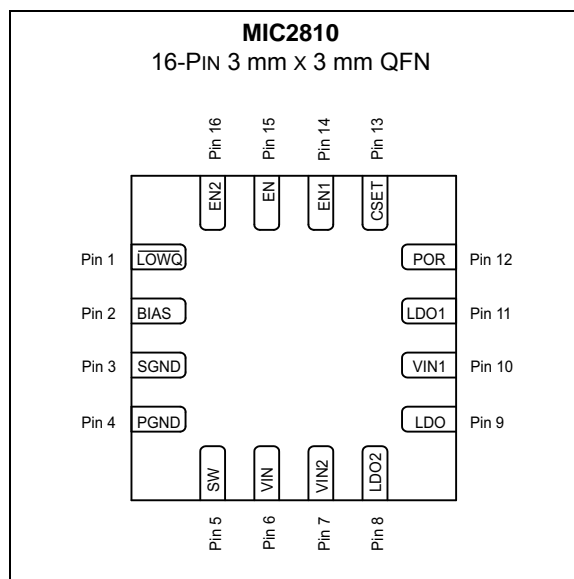 MIC2810
16-PIN 3 mm X 3 mm QFN
Pin 16
Pin 15
Pin 14
Pin 13
EN2
EN
EN1
CSET
Pin 1 LOWQ
POR Pin 12
Pin 2 BIAS
LDO1 Pin 11
Pin 3 SGND
VIN1 Pin 10
Pin 4 PGND
LDO Pin 9
SW
VIN
VIN2
LDO2
Pin 5
Pin 6
Pin 7
Pin 8